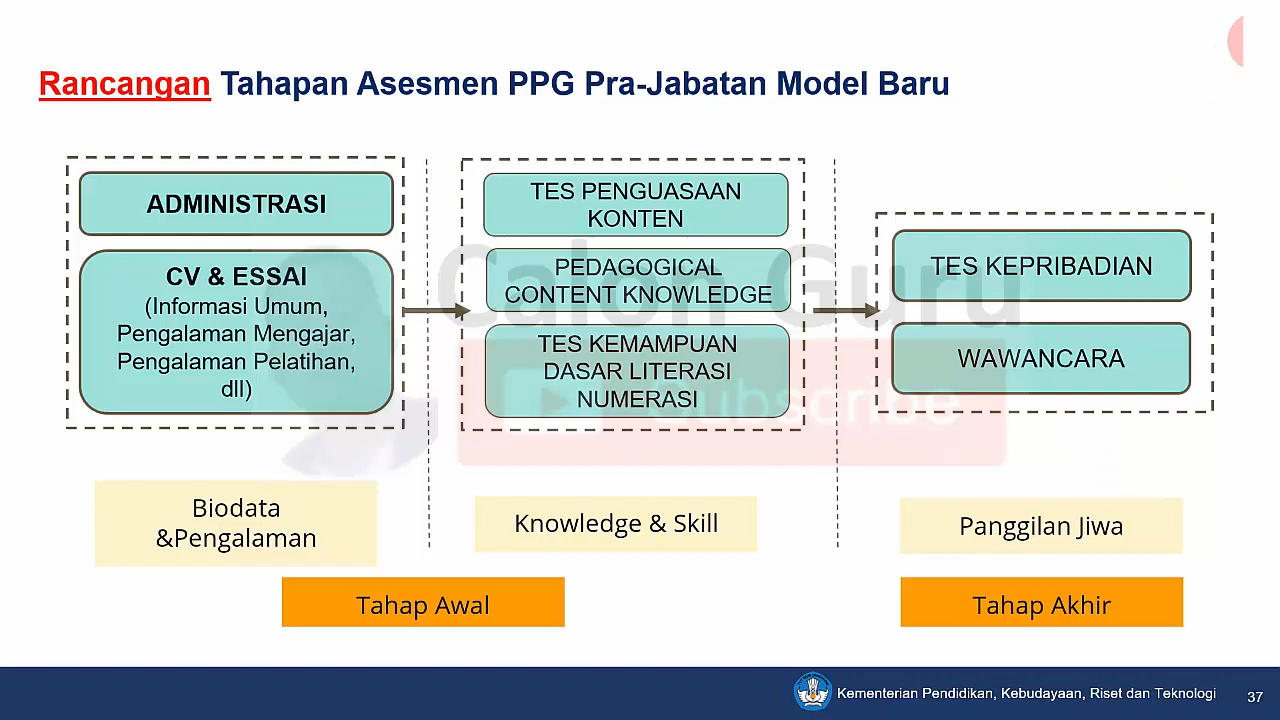 Rancangan Tahapan Asesmen PPG Pra-Jabatan Model Baru
ADMINISTRASI
CV & ESSAI
(Informasi Umum,
Pengalaman Mengajar,
Pengalaman Pelatihan,
dll)
TES PENGUASAAN
KONTEN
PEDAGOGICAL
CONTENT KNOWLEDGE
TES KEMAMPUAN
DASAR LITERASI
NUMERASI
TES KEPRIBADIAN
WAWANCARA
Calon Guru
Subscribe
Biodata
&Pengalaman
Knowledge & Skill
Panggilan Jiwa
Tahap Awal
Tahap Akhir
Kementerian Pendidikan, Kebudayaan, Riset dan Teknologi
37